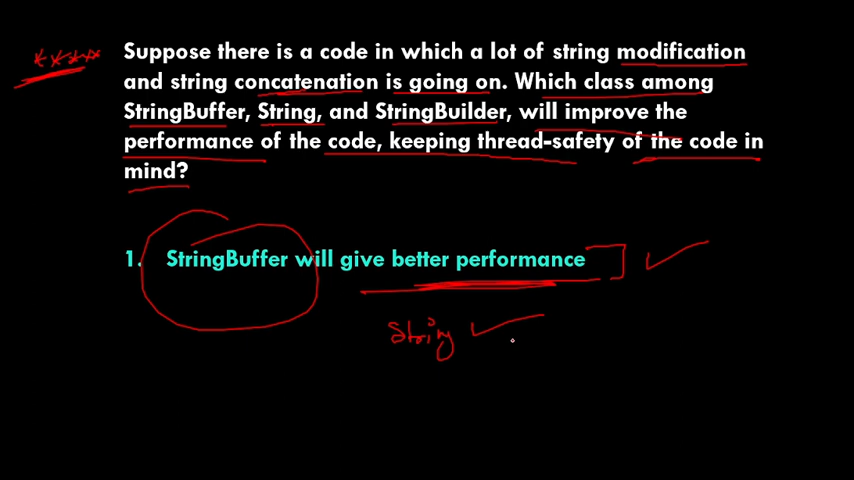 ****
Suppose there is a code in which a lot of string modification
and string concatenation is going on. Which class among
StringBuffer, String, and StringBuilder, will improve the
performance of the code, keeping thread-safety of the code in
mind?
1. StringBuffer will give better performance
String